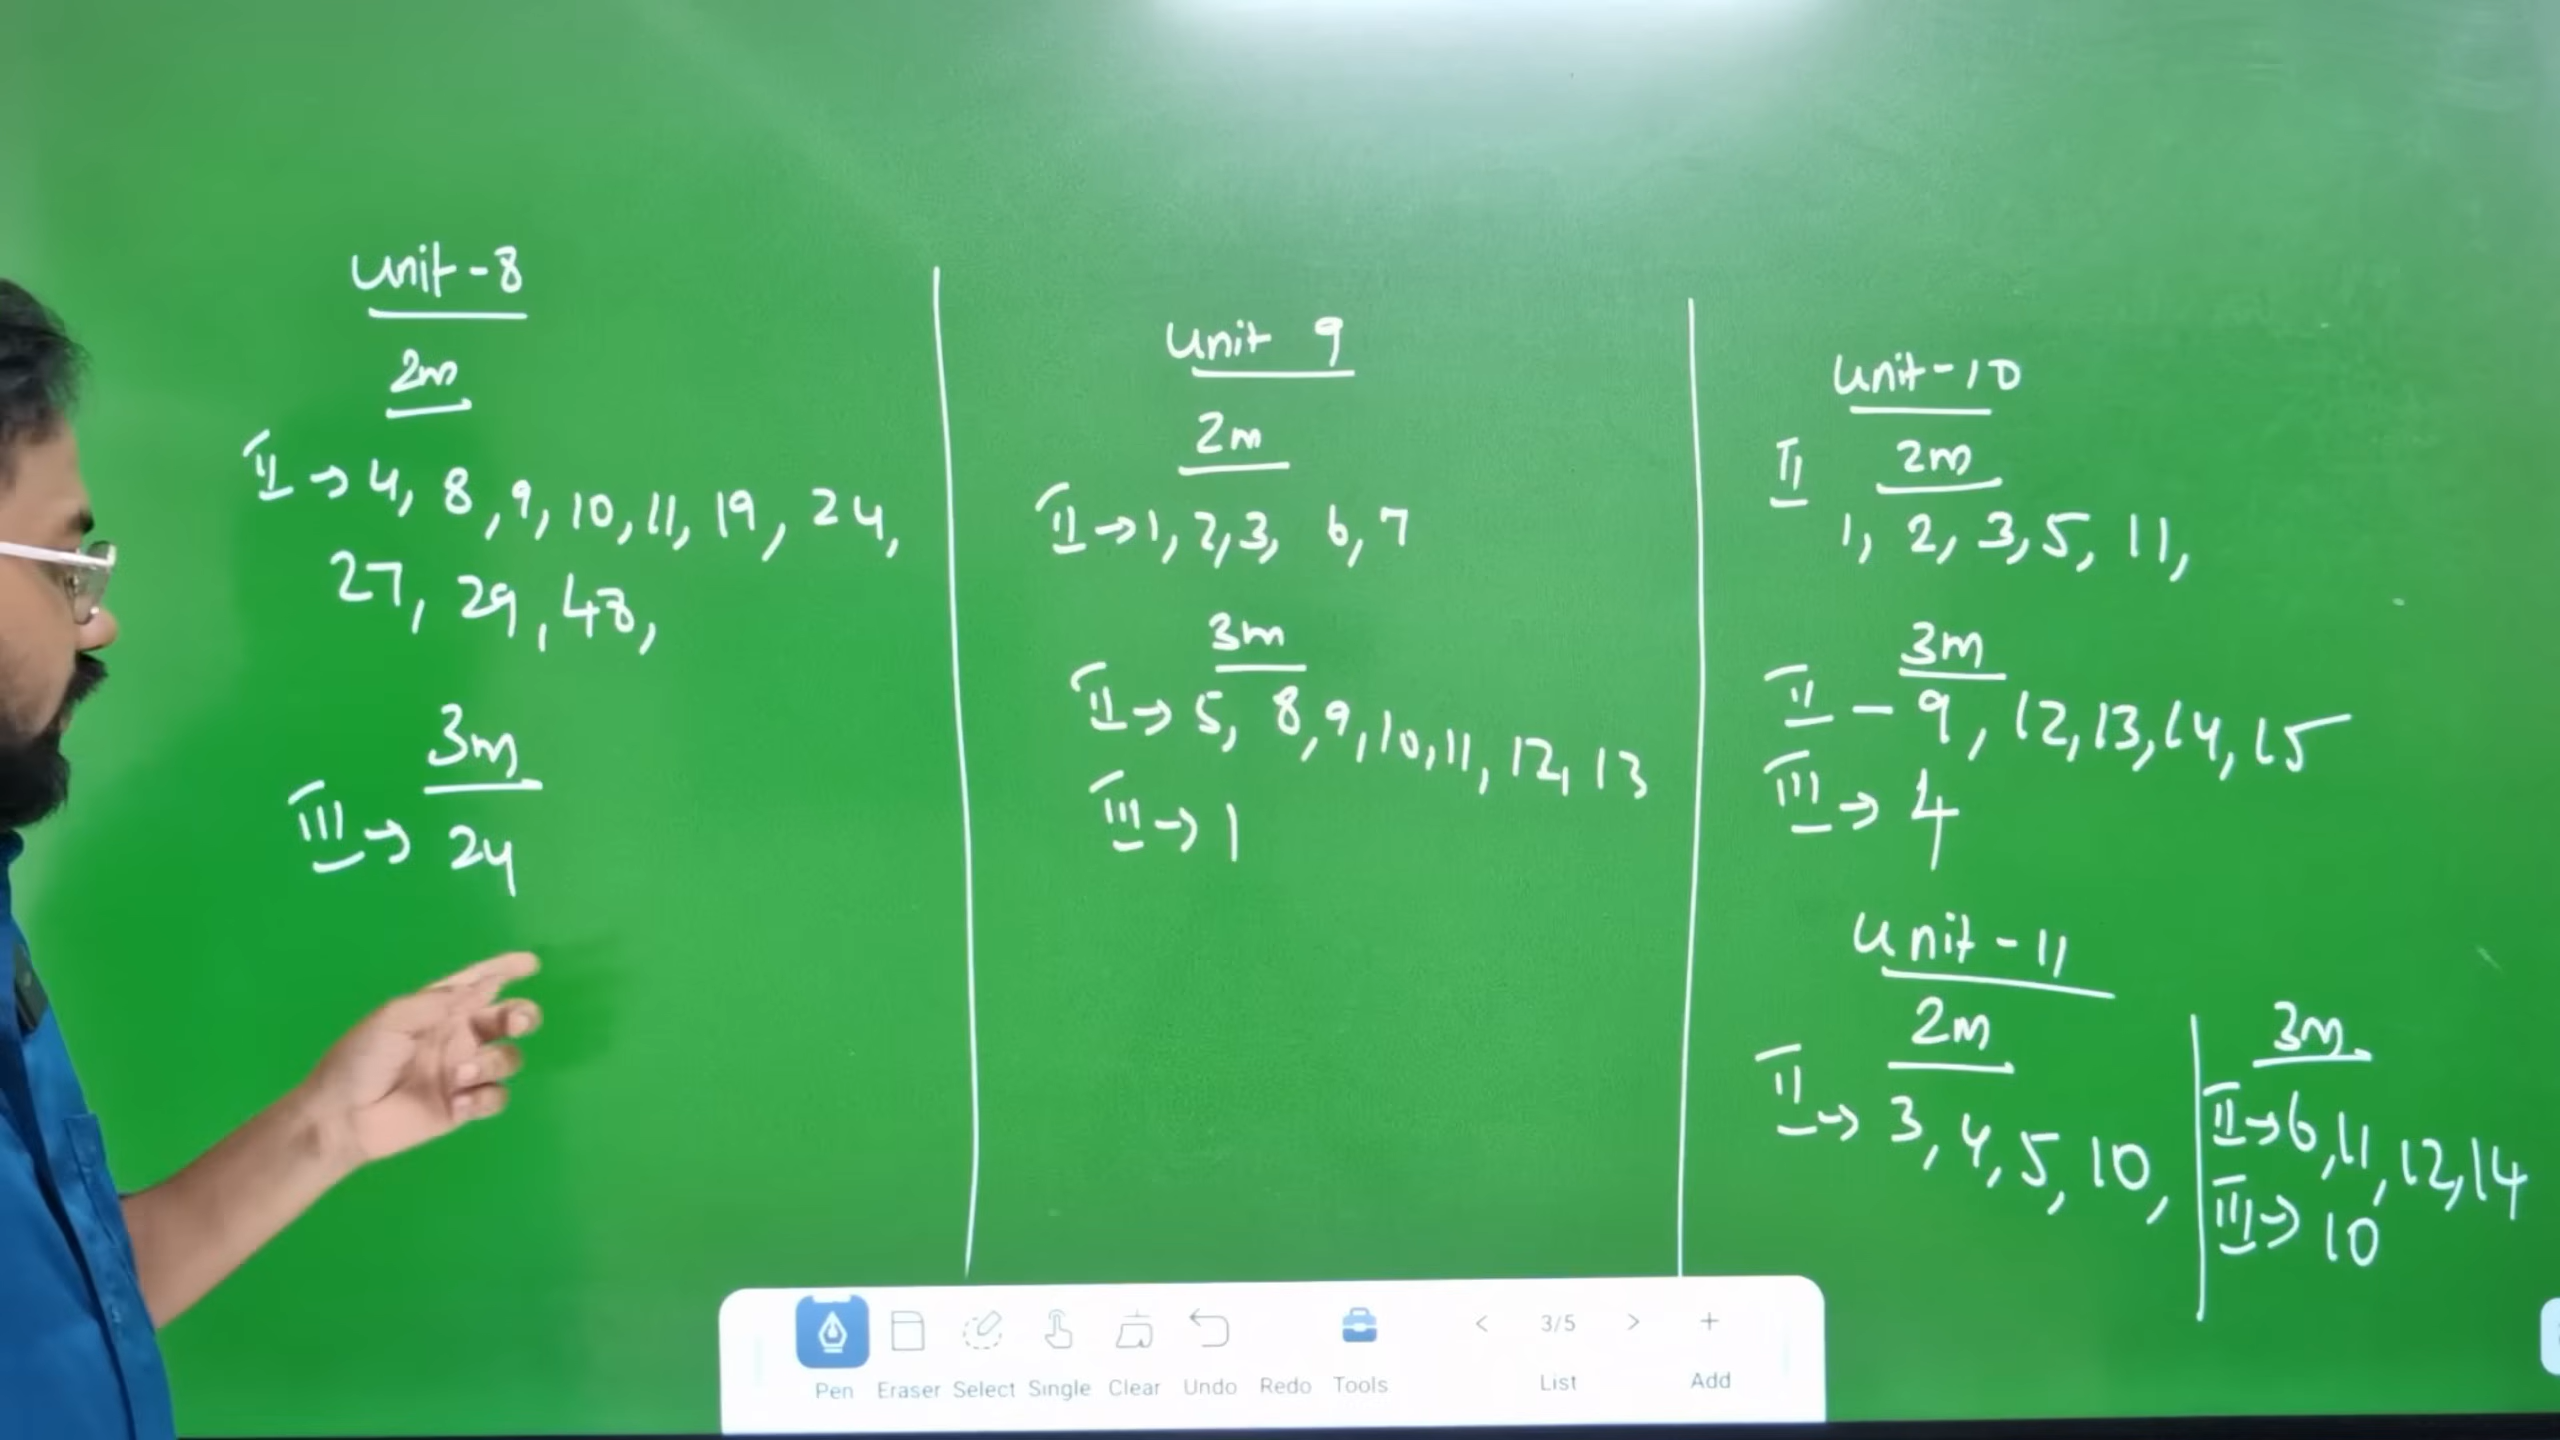 Unit-8
2m
II → 4, 8, 9, 10, 11, 19, 24,
27, 29, 48,
3m
III → 24
Unit 9
2m
II → 1, 2, 3, 6, 7
3m
II → 5, 8, 9, 10, 11, 12, 13
III → 1
Unit-10
II 2m
1, 2, 3, 5, 11,
3m
II - 9, 12, 13, 14, 15
III → 4
Unit-11
2m
II → 3, 4, 5, 10,
3m
II → 6, 11, 12, 14
III → 10
< 3/5 > +
Pen Eraser Select Single Clear Undo Redo Tools List Add